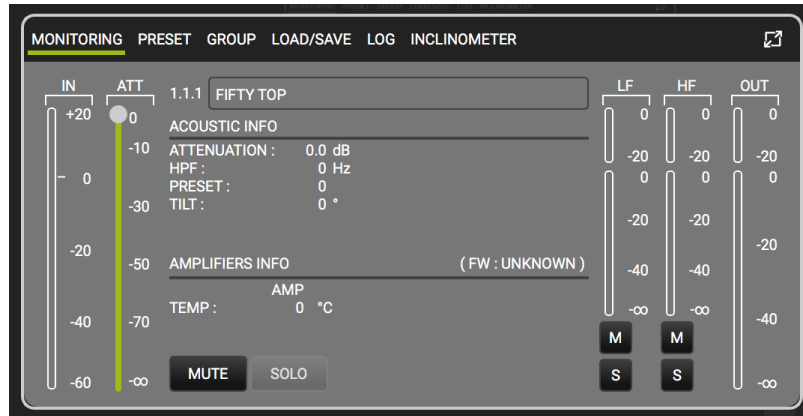 MONITORING PRESET GROUP LOAD/SAVE LOG INCLINOMETER
IN ATT
+20
0
-20
-40
-60
0
-10
-30
-50
-70
-∞
1.1.1 FIFTY TOP
ACOUSTIC INFO
ATTENUATION : 0.0 dB
HPF : 0 Hz
PRESET : 0
TILT : 0 °
AMPLIFIERS INFO ( FW : UNKNOWN )
AMP
TEMP : 0 °C
MUTE SOLO
LF HF OUT
0 0 0
-20 -20 -20
0 0 0
-20 -20
-20
-40 -40
-∞ -∞
-40
M M
S S
-∞